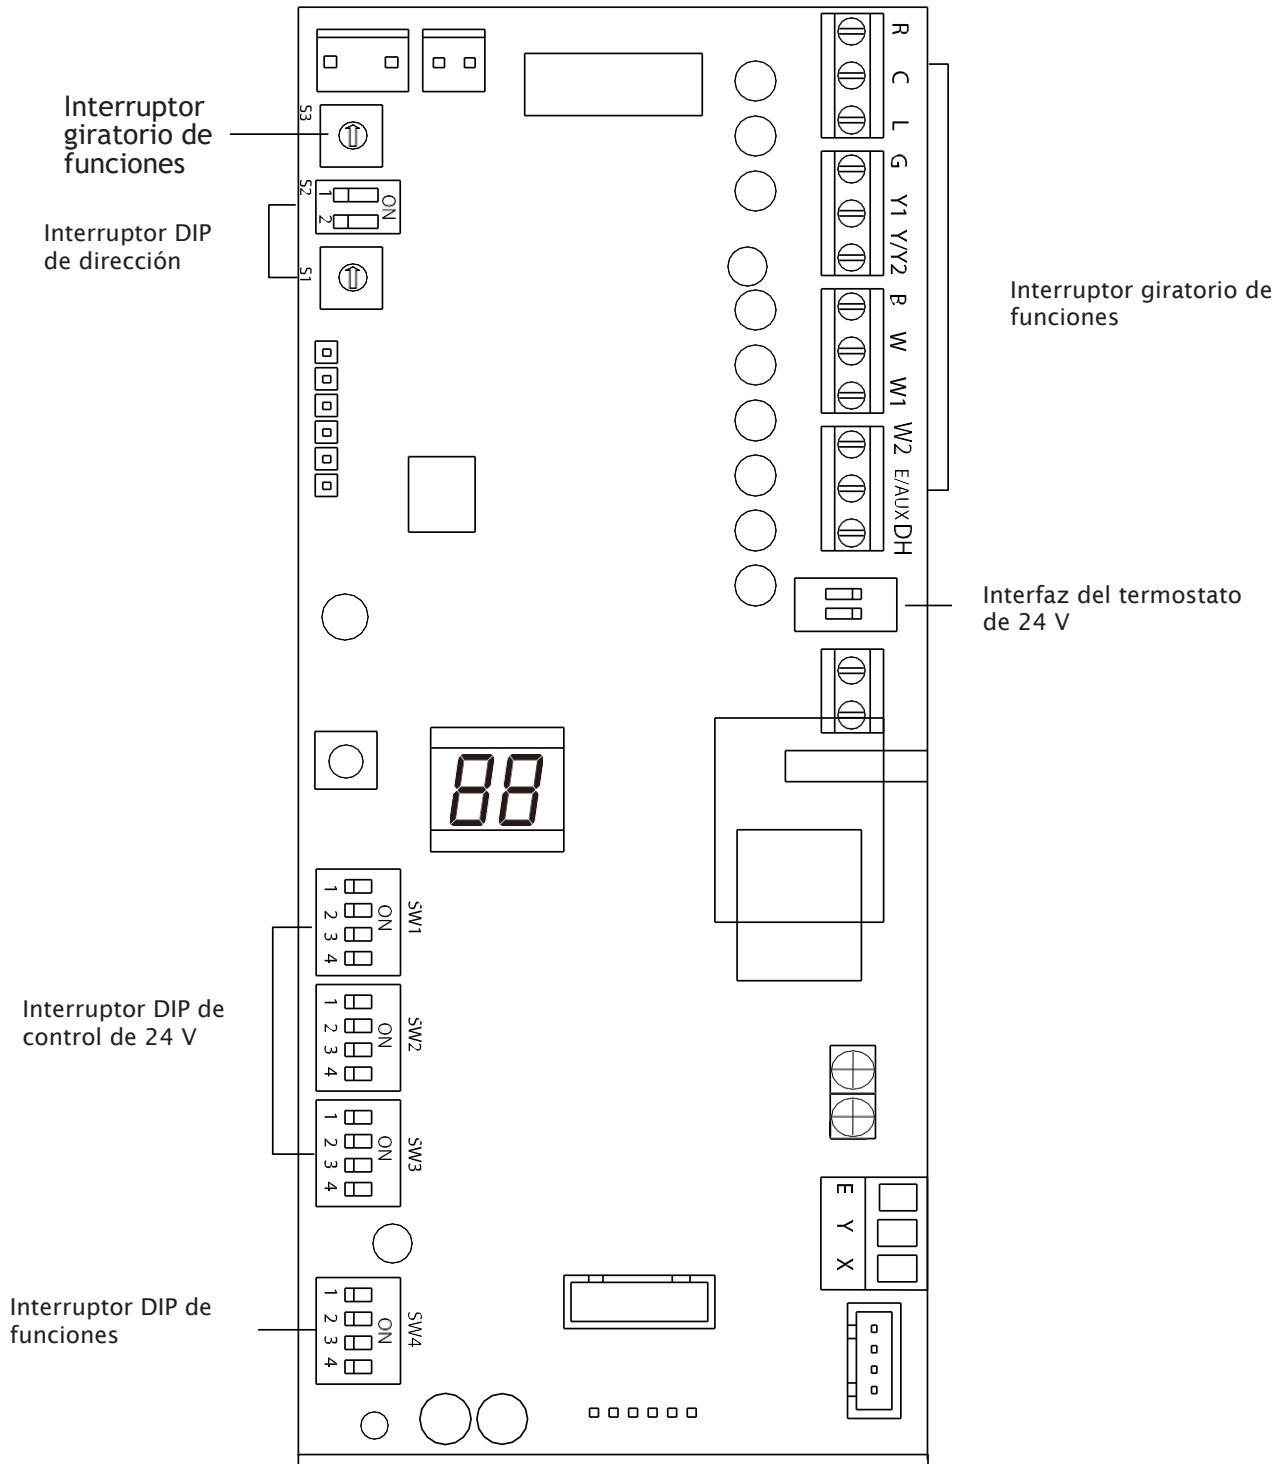 Interruptor
giratorio de
funciones
Interruptor DIP
de dirección
S3
S2
1
2
ON
S1
R
C
L
G
Y1
Y/Y2
B
W
W1
W2
E/AUX
DH
Interruptor giratorio de
funciones
Interfaz del termostato
de 24 V
88
Interruptor DIP de
control de 24 V
1
2
3
4
ON
SW1
1
2
3
4
ON
SW2
1
2
3
4
ON
SW3
E
Y
X
Interruptor DIP de
funciones
1
2
3
4
ON
SW4